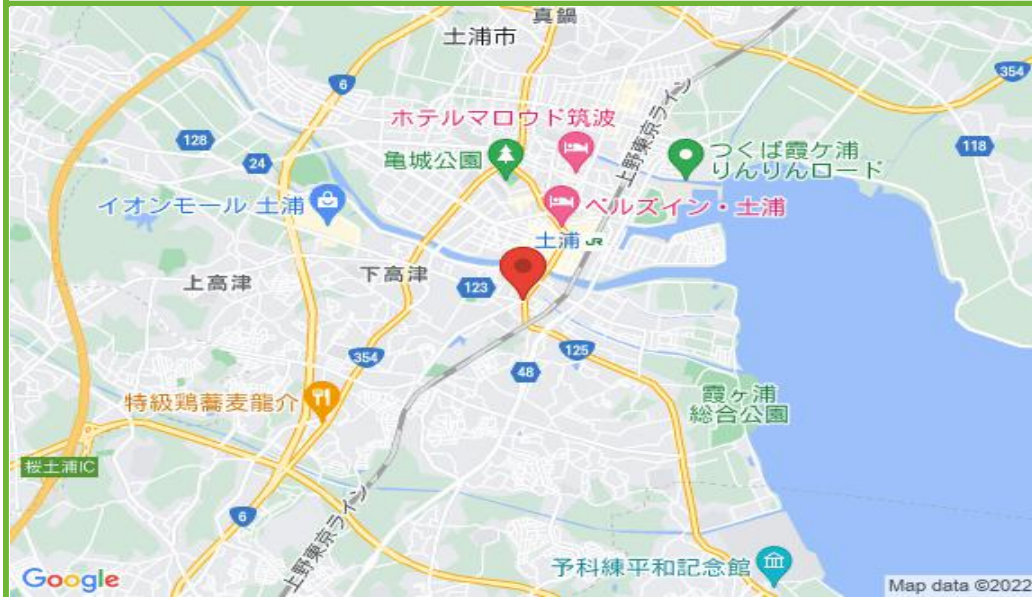 真鍋
土浦市
6
354
ホテルマロウド筑波
上野東京ライン
128
24
亀城公園
つくば霞ケ浦
りんりんロード
118
イオンモール 土浦
ベルズイン・土浦
土浦 JR
上高津
下高津
123
354
125
48
霞ヶ浦
総合公園
特級鶏蕎麦龍介
桜土浦IC
6
上野東京ライン
予科練平和記念館
Google
Map data ©2022